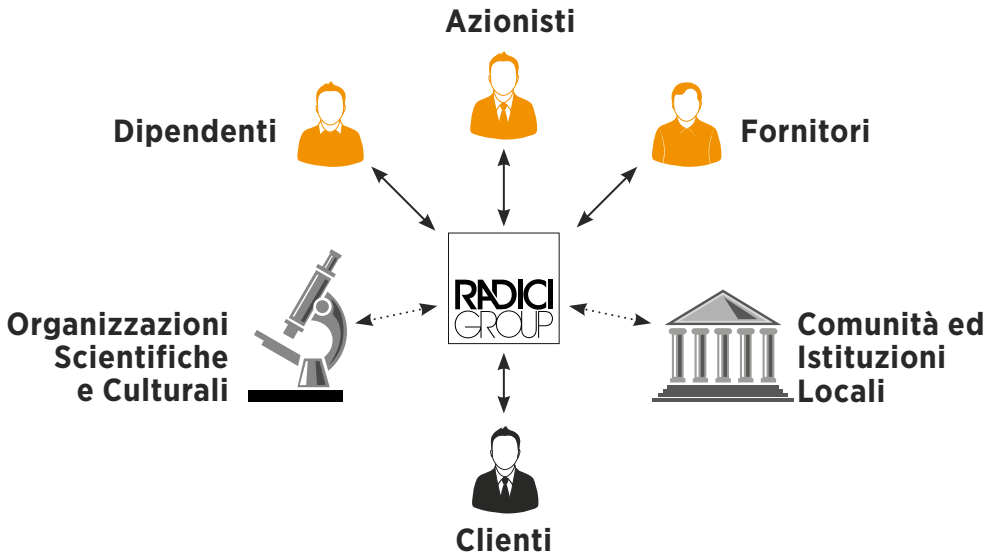 Azionisti
Dipendenti
Fornitori
RADICI
GROUP
Organizzazioni
Scientifiche
e Culturali
Comunità ed
Istituzioni
Locali
Clienti